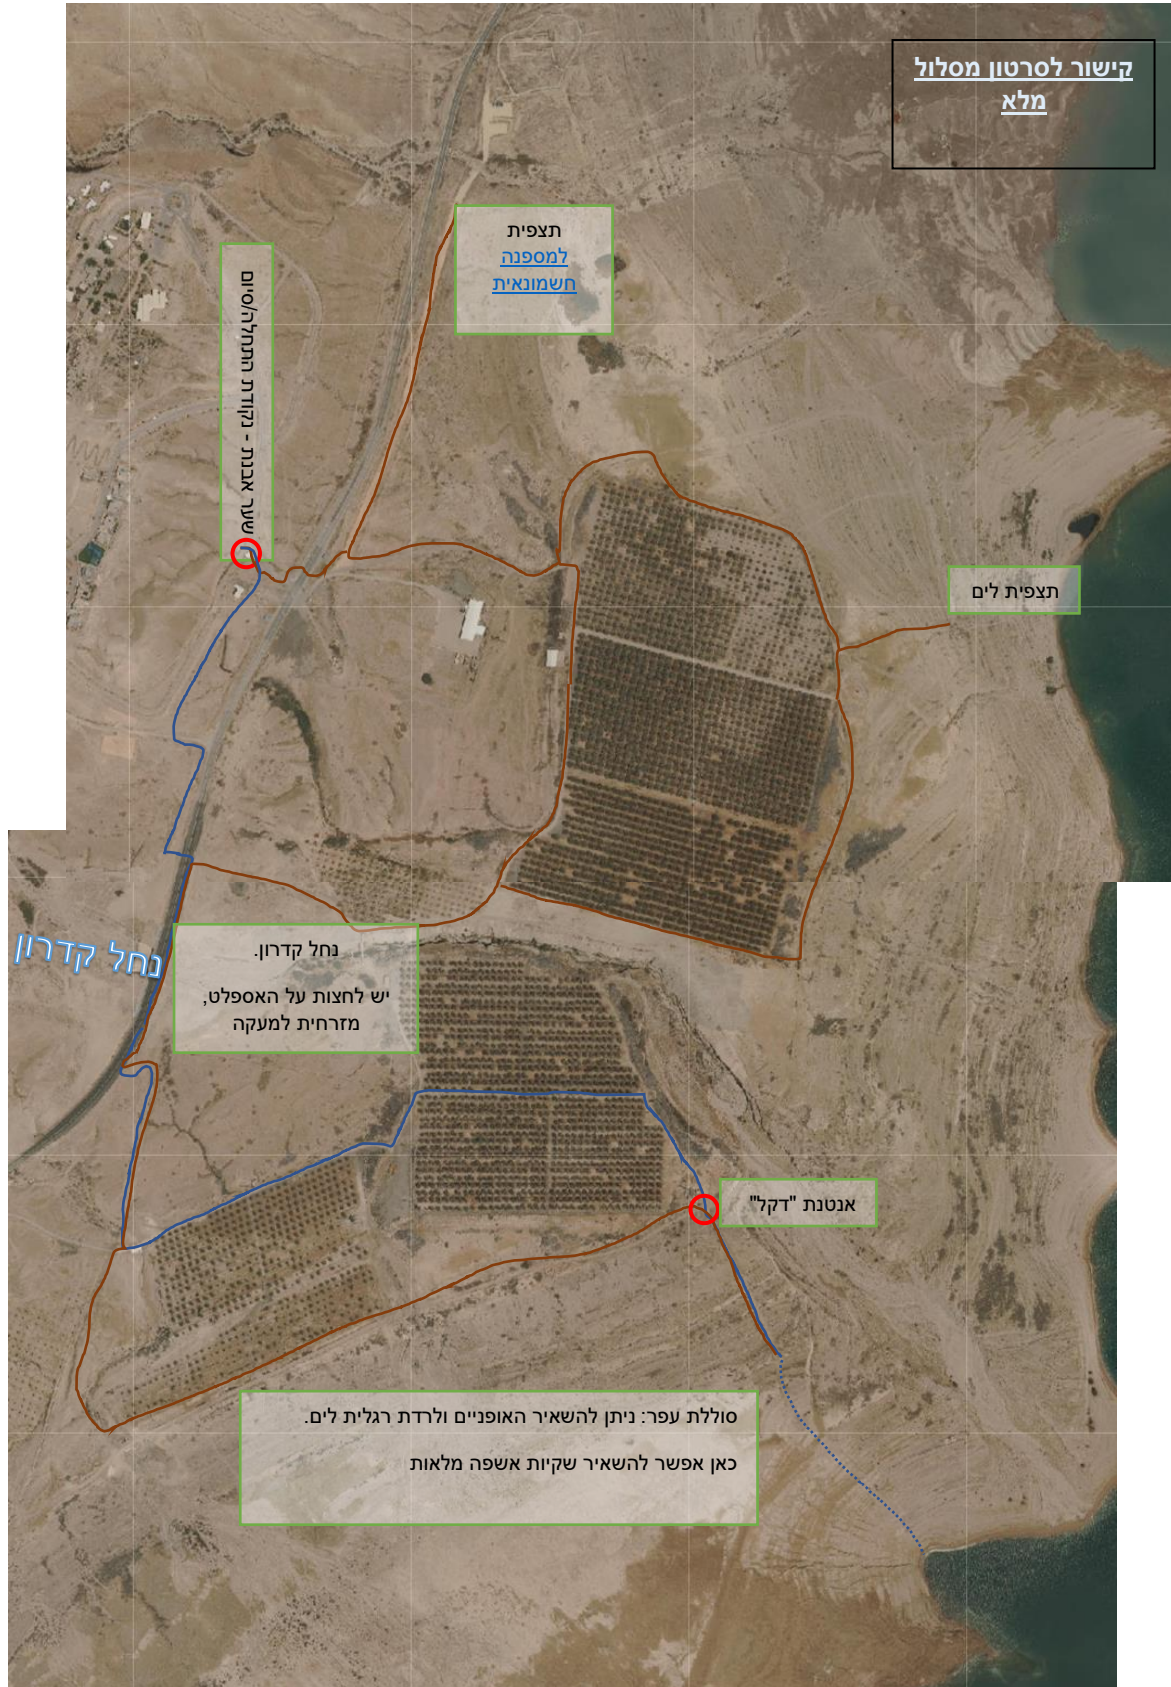 קישור לסרטון מסלול
מלא
תצפית
למספנה
חשמונאית
שער אבנת - נקודת התחלה/סיום
תצפית לים
נחל קדרון
נחל קדרון.
יש לחצות על האספלט,
מזרחית למעקה
אנטנת "דקל"
סוללת עפר: ניתן להשאיר האופניים ולרדת רגלית לים.
כאן אפשר להשאיר שקיות אשפה מלאות